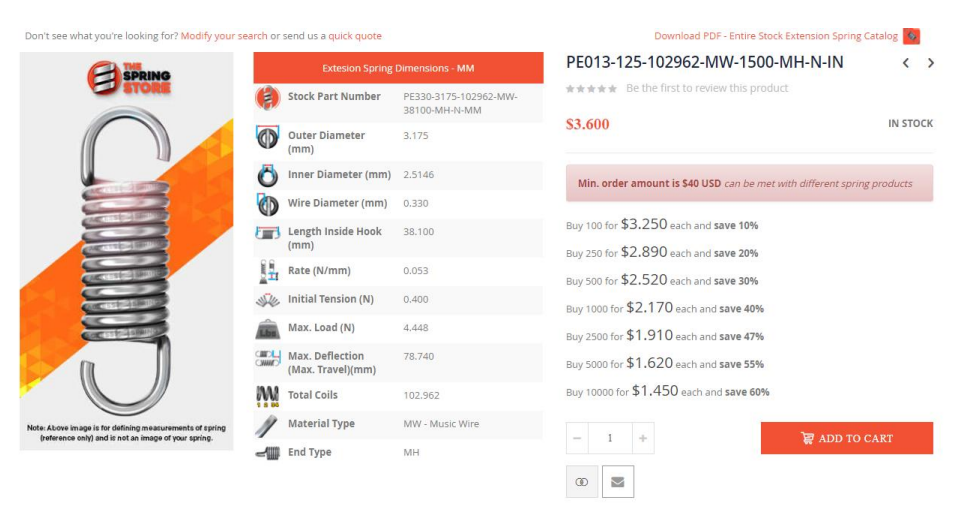 Don't see what you're looking for? Modify your search or send us a quick quote
Download PDF - Entire Stock Extension Spring Catalog
THE
SPRING
STORE
Note: Above image is for defining measurements of spring
(reference only) and is not an image of your spring.
Extesion Spring Dimensions - MM
Stock Part Number PE330-3175-102962-MW-
38100-MH-N-MM
Outer Diameter 3.175
(mm)
Inner Diameter (mm) 2.5146
Wire Diameter (mm) 0.330
Length Inside Hook 38.100
(mm)
Rate (N/mm) 0.053
Initial Tension (N) 0.400
Max. Load (N) 4.448
Max. Deflection 78.740
(Max. Travel)(mm)
Total Coils 102.962
Material Type MW - Music Wire
End Type MH
PE013-125-102962-MW-1500-MH-N-IN
Be the first to review this product
$3.600 IN STOCK
Min. order amount is $40 USD can be met with different spring products
Buy 100 for $3.250 each and save 10%
Buy 250 for $2.890 each and save 20%
Buy 500 for $2.520 each and save 30%
Buy 1000 for $2.170 each and save 40%
Buy 2500 for $1.910 each and save 47%
Buy 5000 for $1.620 each and save 55%
Buy 10000 for $1.450 each and save 60%
- 1 + ADD TO CART